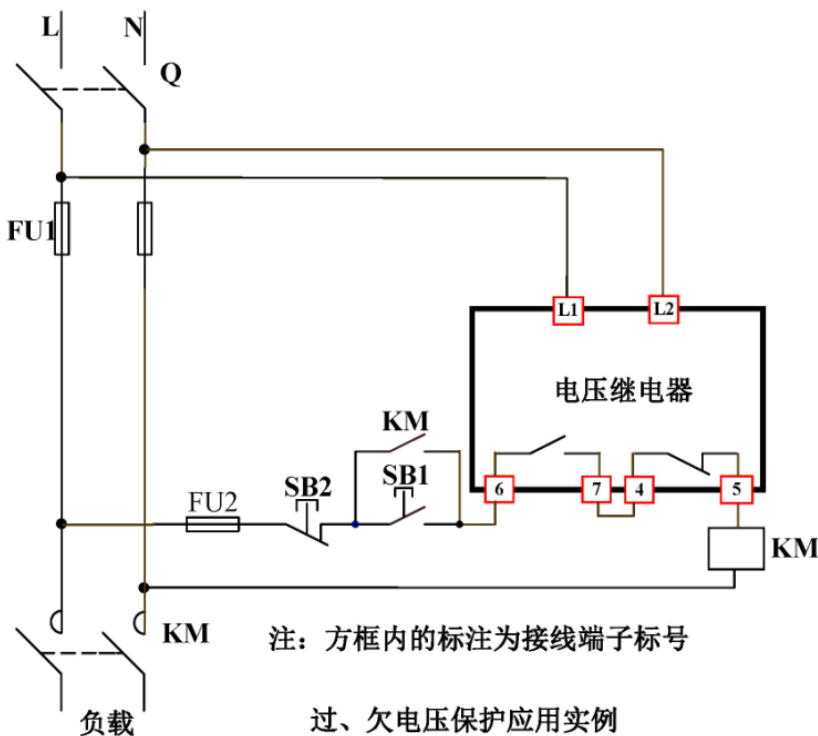 L N
Q
FU1
L1 L2
电压继电器
KM
SB2 SB1
6 7 4 5
FU2
KM
KM
注：方框内的标注为接线端子标号
负载
过、欠电压保护应用实例